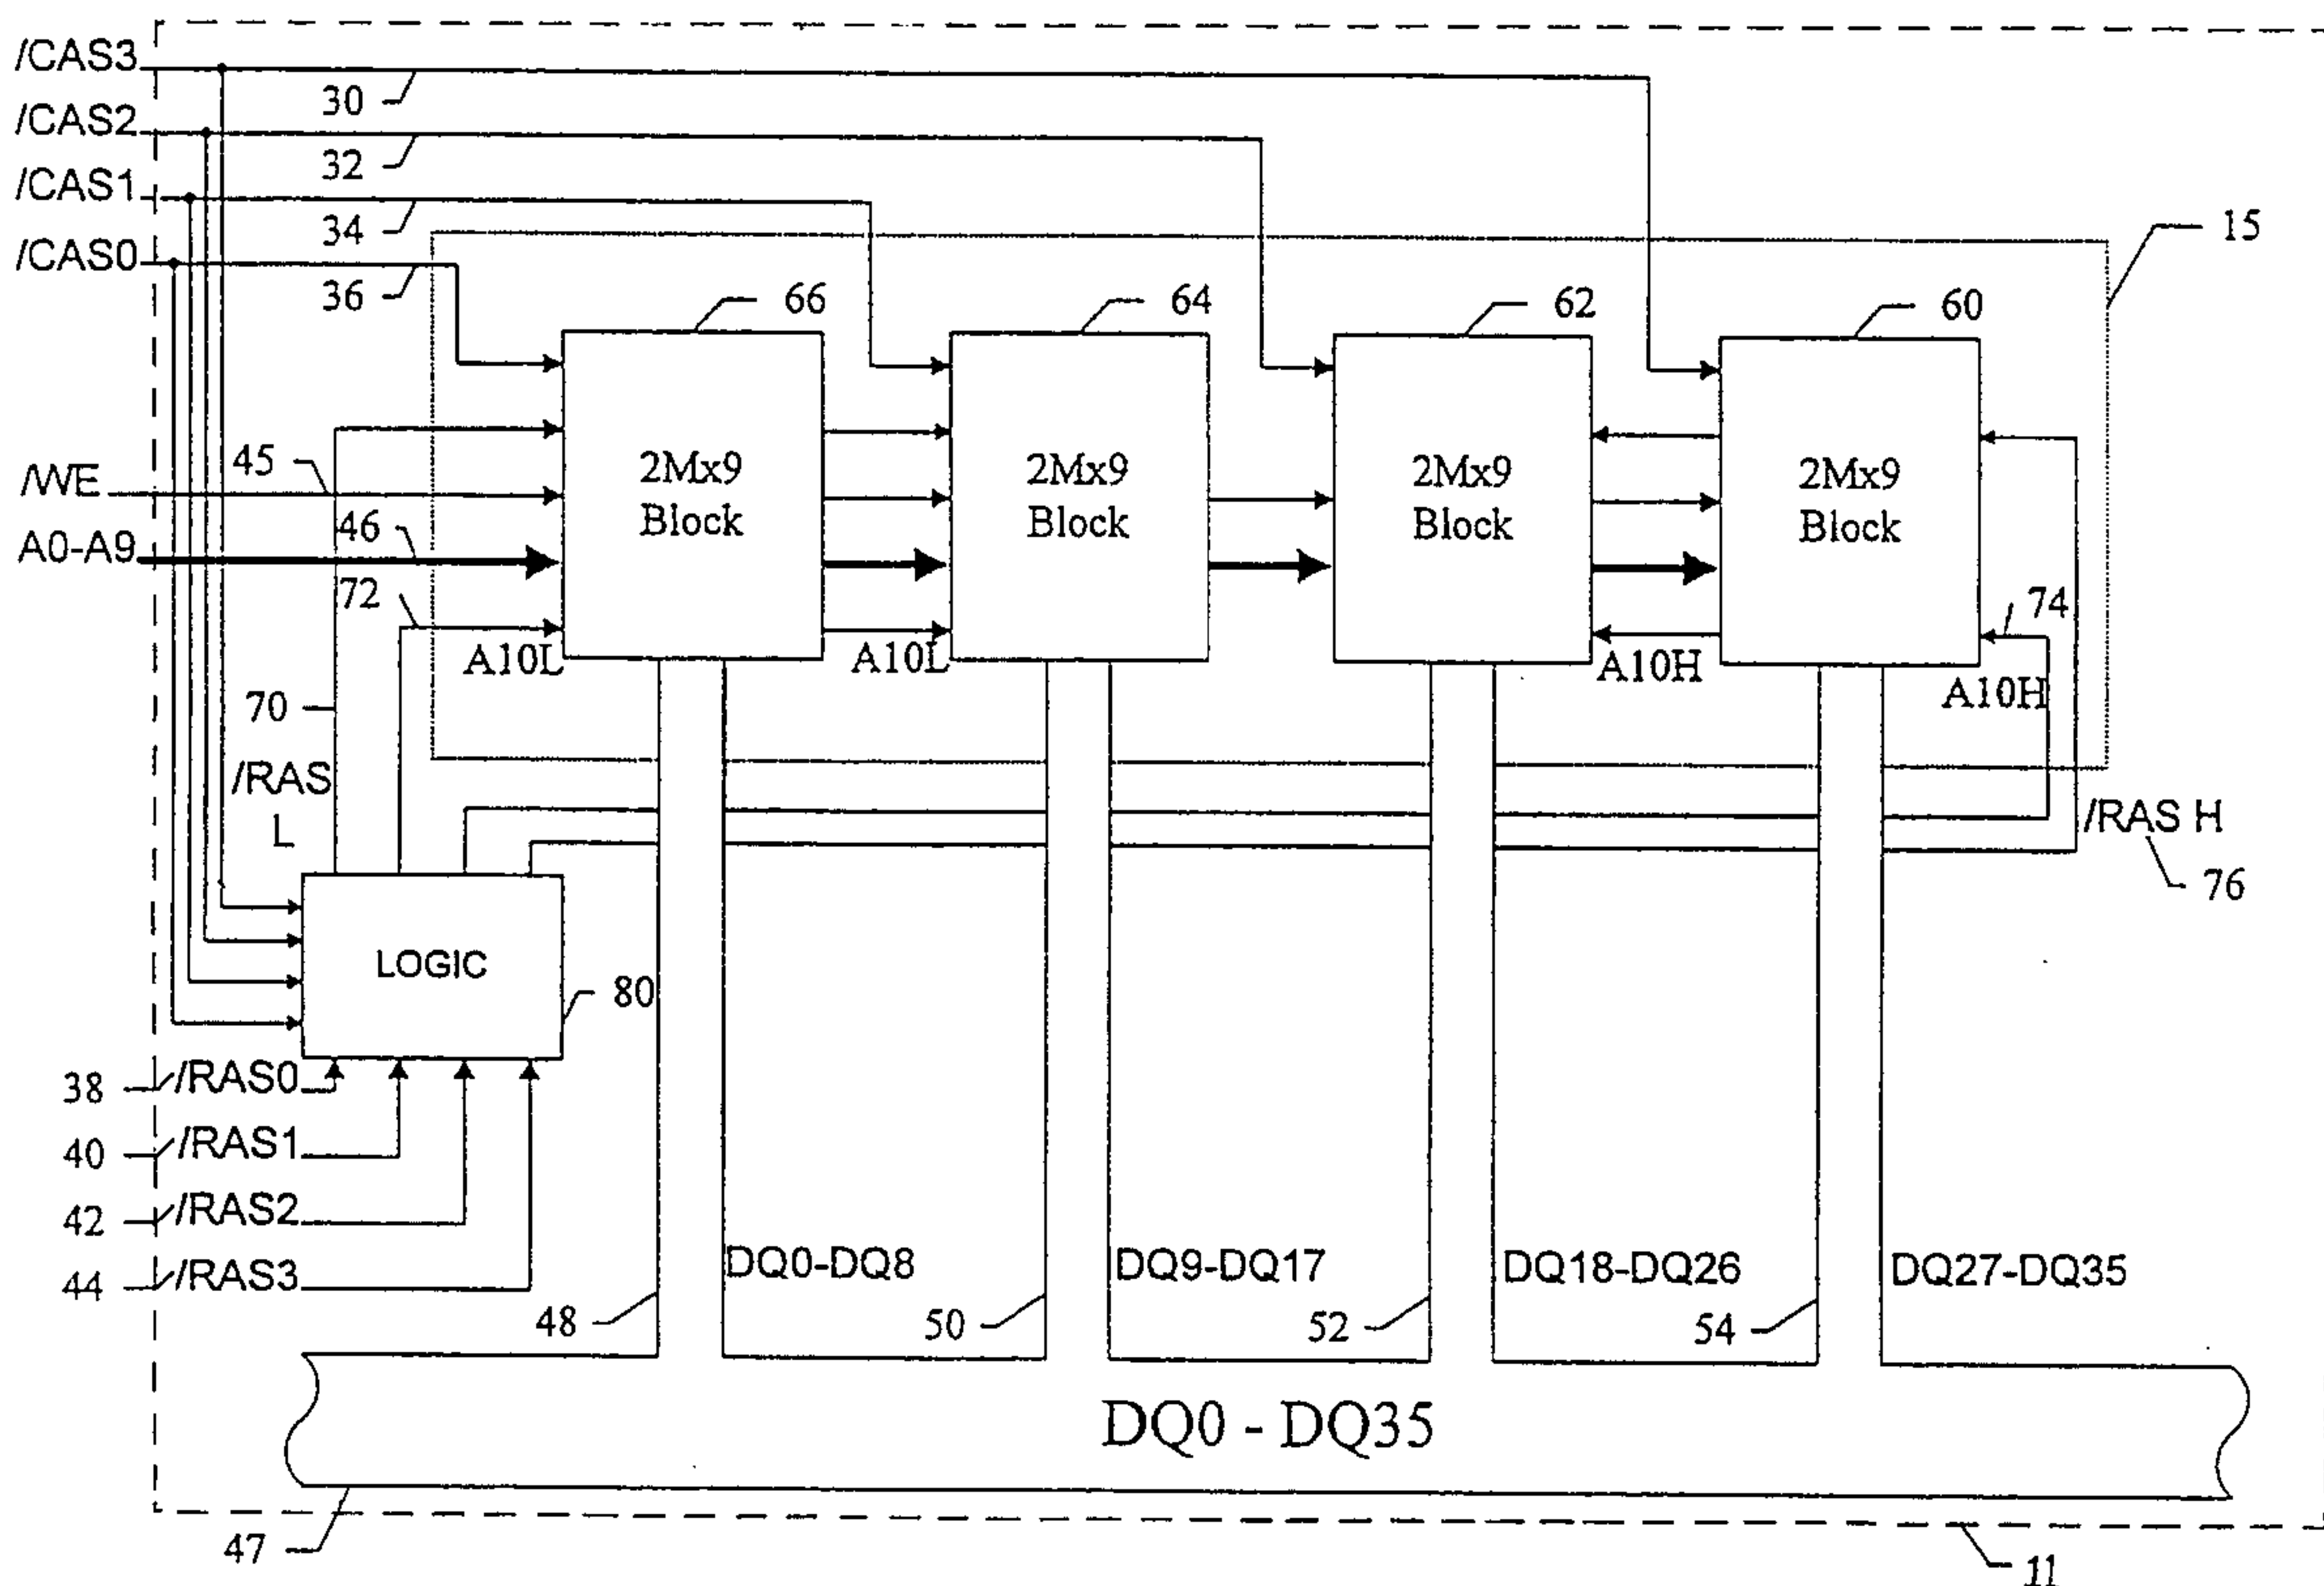 /CAS3
30
/CAS2
32
/CAS1
34
15
/CAS0
36
66
64
62
60
2Mx9
Block
2Mx9
Block
2Mx9
Block
2Mx9
Block
/WE
45
A0-A9
46
72
74
A10L
A10L
A10H
A10H
70
/RAS
L
/RAS H
76
LOGIC
80
38
/RAS0
40
/RAS1
42
/RAS2
44
/RAS3
DQ0-DQ8
DQ9-DQ17
DQ18-DQ26
DQ27-DQ35
48
50
52
54
DQ0 - DQ35
47
11